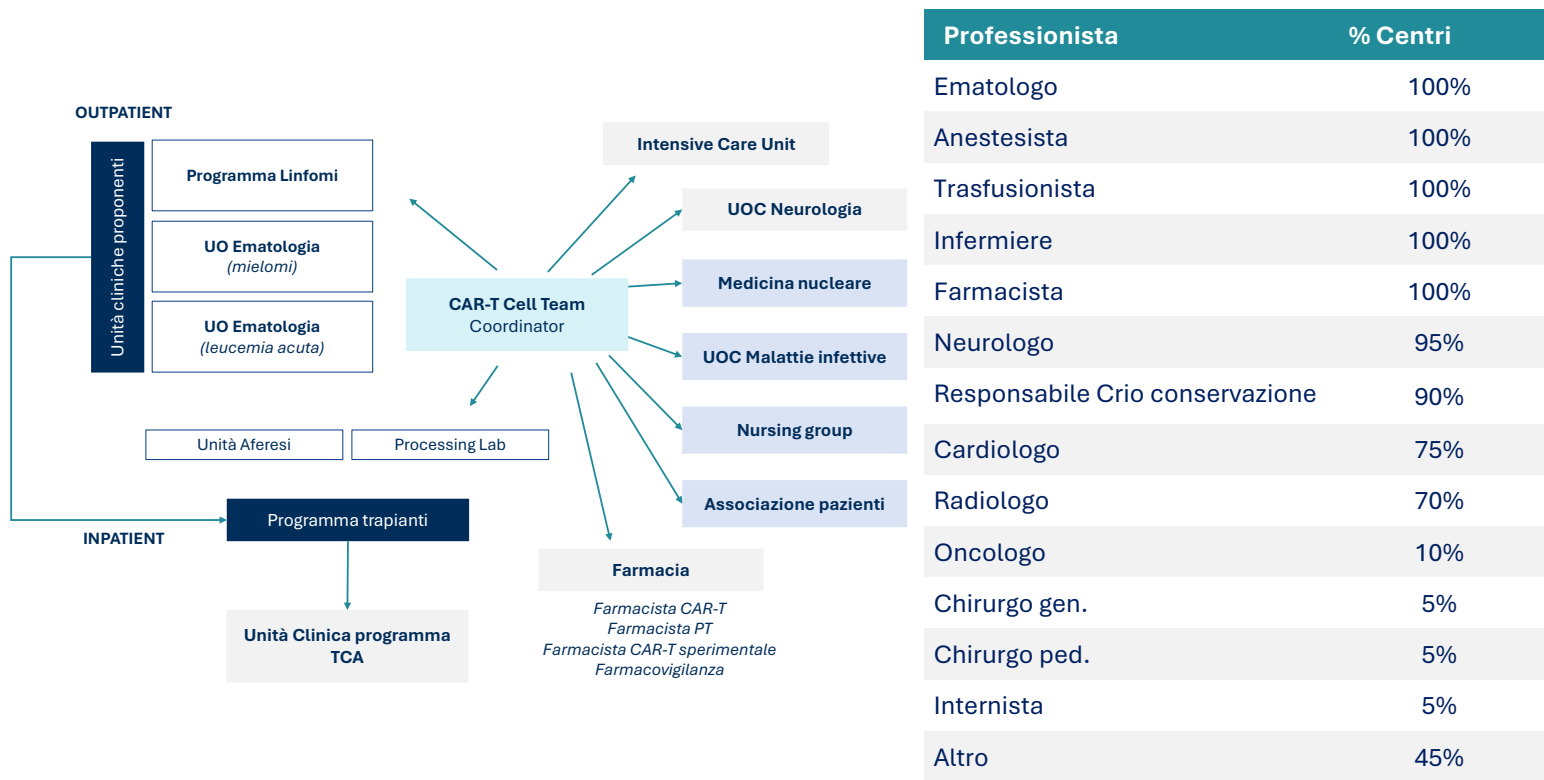 OUTPATIENT
Unità cliniche proponenti
Programma Linfomi
UO Ematologia
(mielomi)
UO Ematologia
(leucemia acuta)
CAR-T Cell Team
Coordinator
Intensive Care Unit
UOC Neurologia
Medicina nucleare
UOC Malattie infettive
Nursing group
Associazione pazienti
Unità Aferesi
Processing Lab
Programma trapianti
INPATIENT
Unità Clinica programma
TCA
Farmacia
Farmacista CAR-T
Farmacista PT
Farmacista CAR-T sperimentale
Farmacovigilanza
Professionista % Centri
Ematologo 100%
Anestesista 100%
Trasfusionista 100%
Infermiere 100%
Farmacista 100%
Neurologo 95%
Responsabile Crio conservazione 90%
Cardiologo 75%
Radiologo 70%
Oncologo 10%
Chirurgo gen. 5%
Chirurgo ped. 5%
Internista 5%
Altro 45%